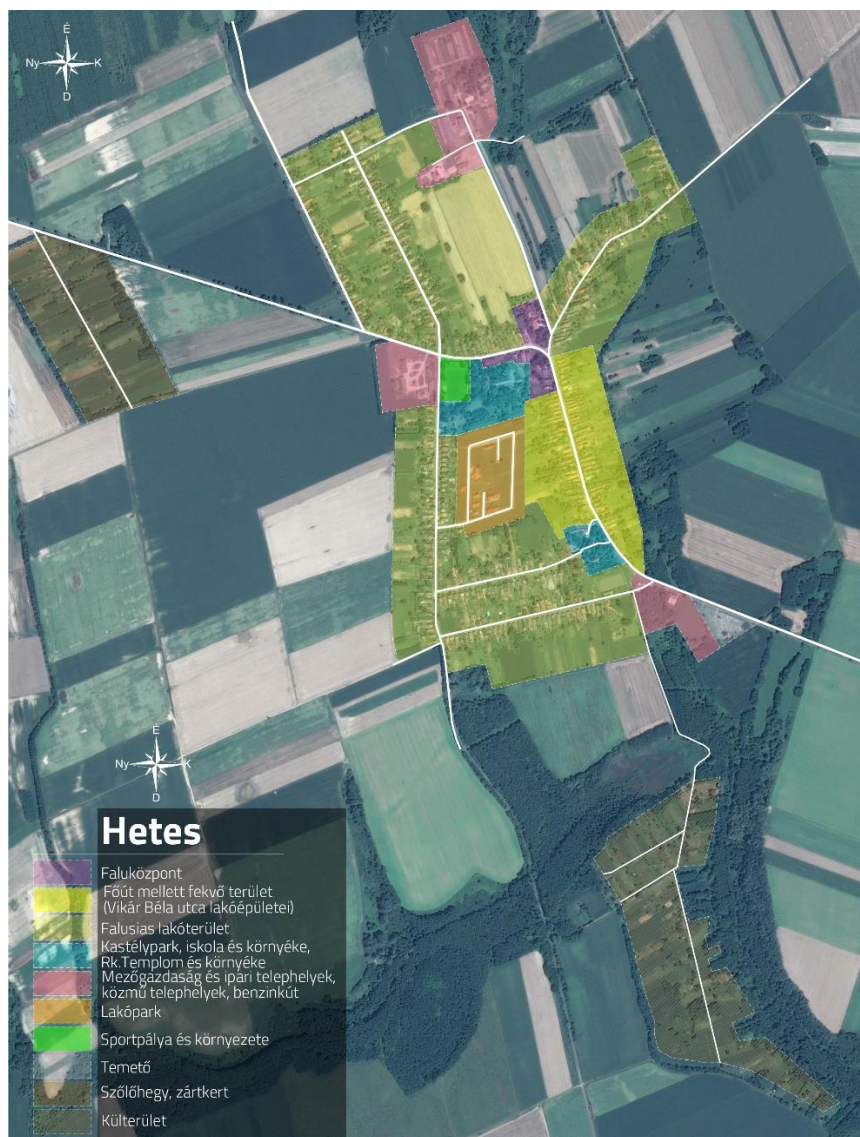 É
Ny K
D
É
Ny K
D
Hetes
Faluközpont
Főút mellett fekvő terület
(Vikár Béla utca lakóépületei)
Falusias lakóterület
Kastélypark, iskola és környéke,
Rk.Templom és környéke
Mezőgazdaság és ipari telephelyek,
közmű telephelyek, benzinkút
Lakópark
Sportpálya és környezete
Temető
Szőlőhegy, zártkert
Külterület